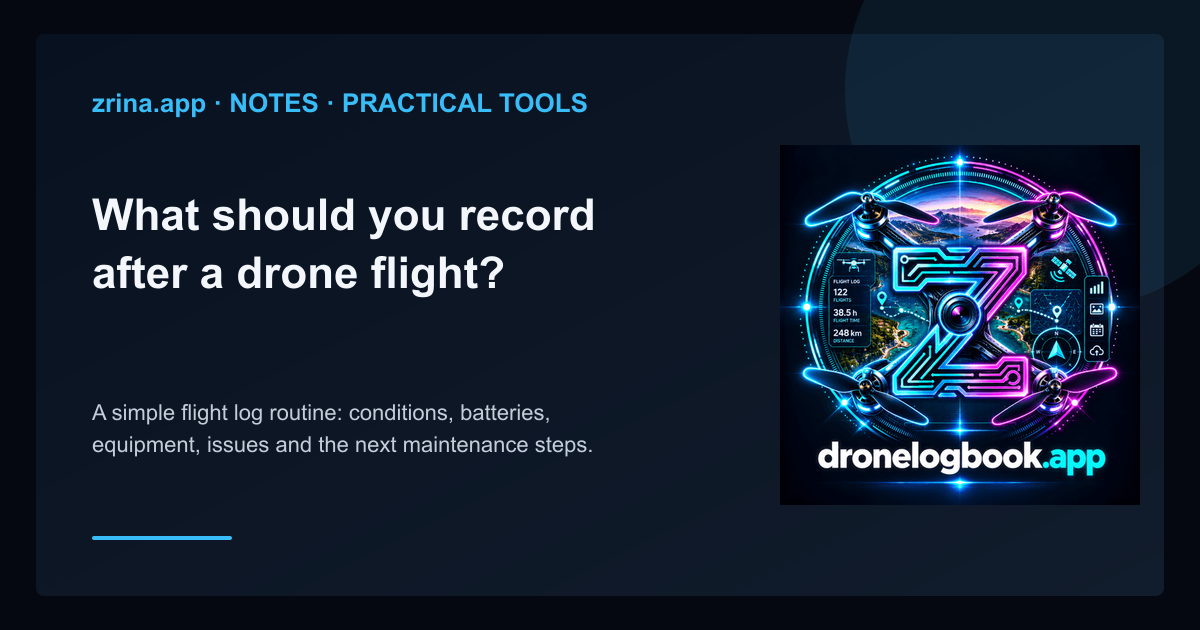 zrina.app · NOTES · PRACTICAL TOOLS
What should you record
after a drone flight?
A simple flight log routine: conditions, batteries,
equipment, issues and the next maintenance steps.
FLIGHT LOG
122
FLIGHTS
38.5 h
FLIGHT TIME
248 km
DISTANCE
Z
N
W
E
dronelogbook.app